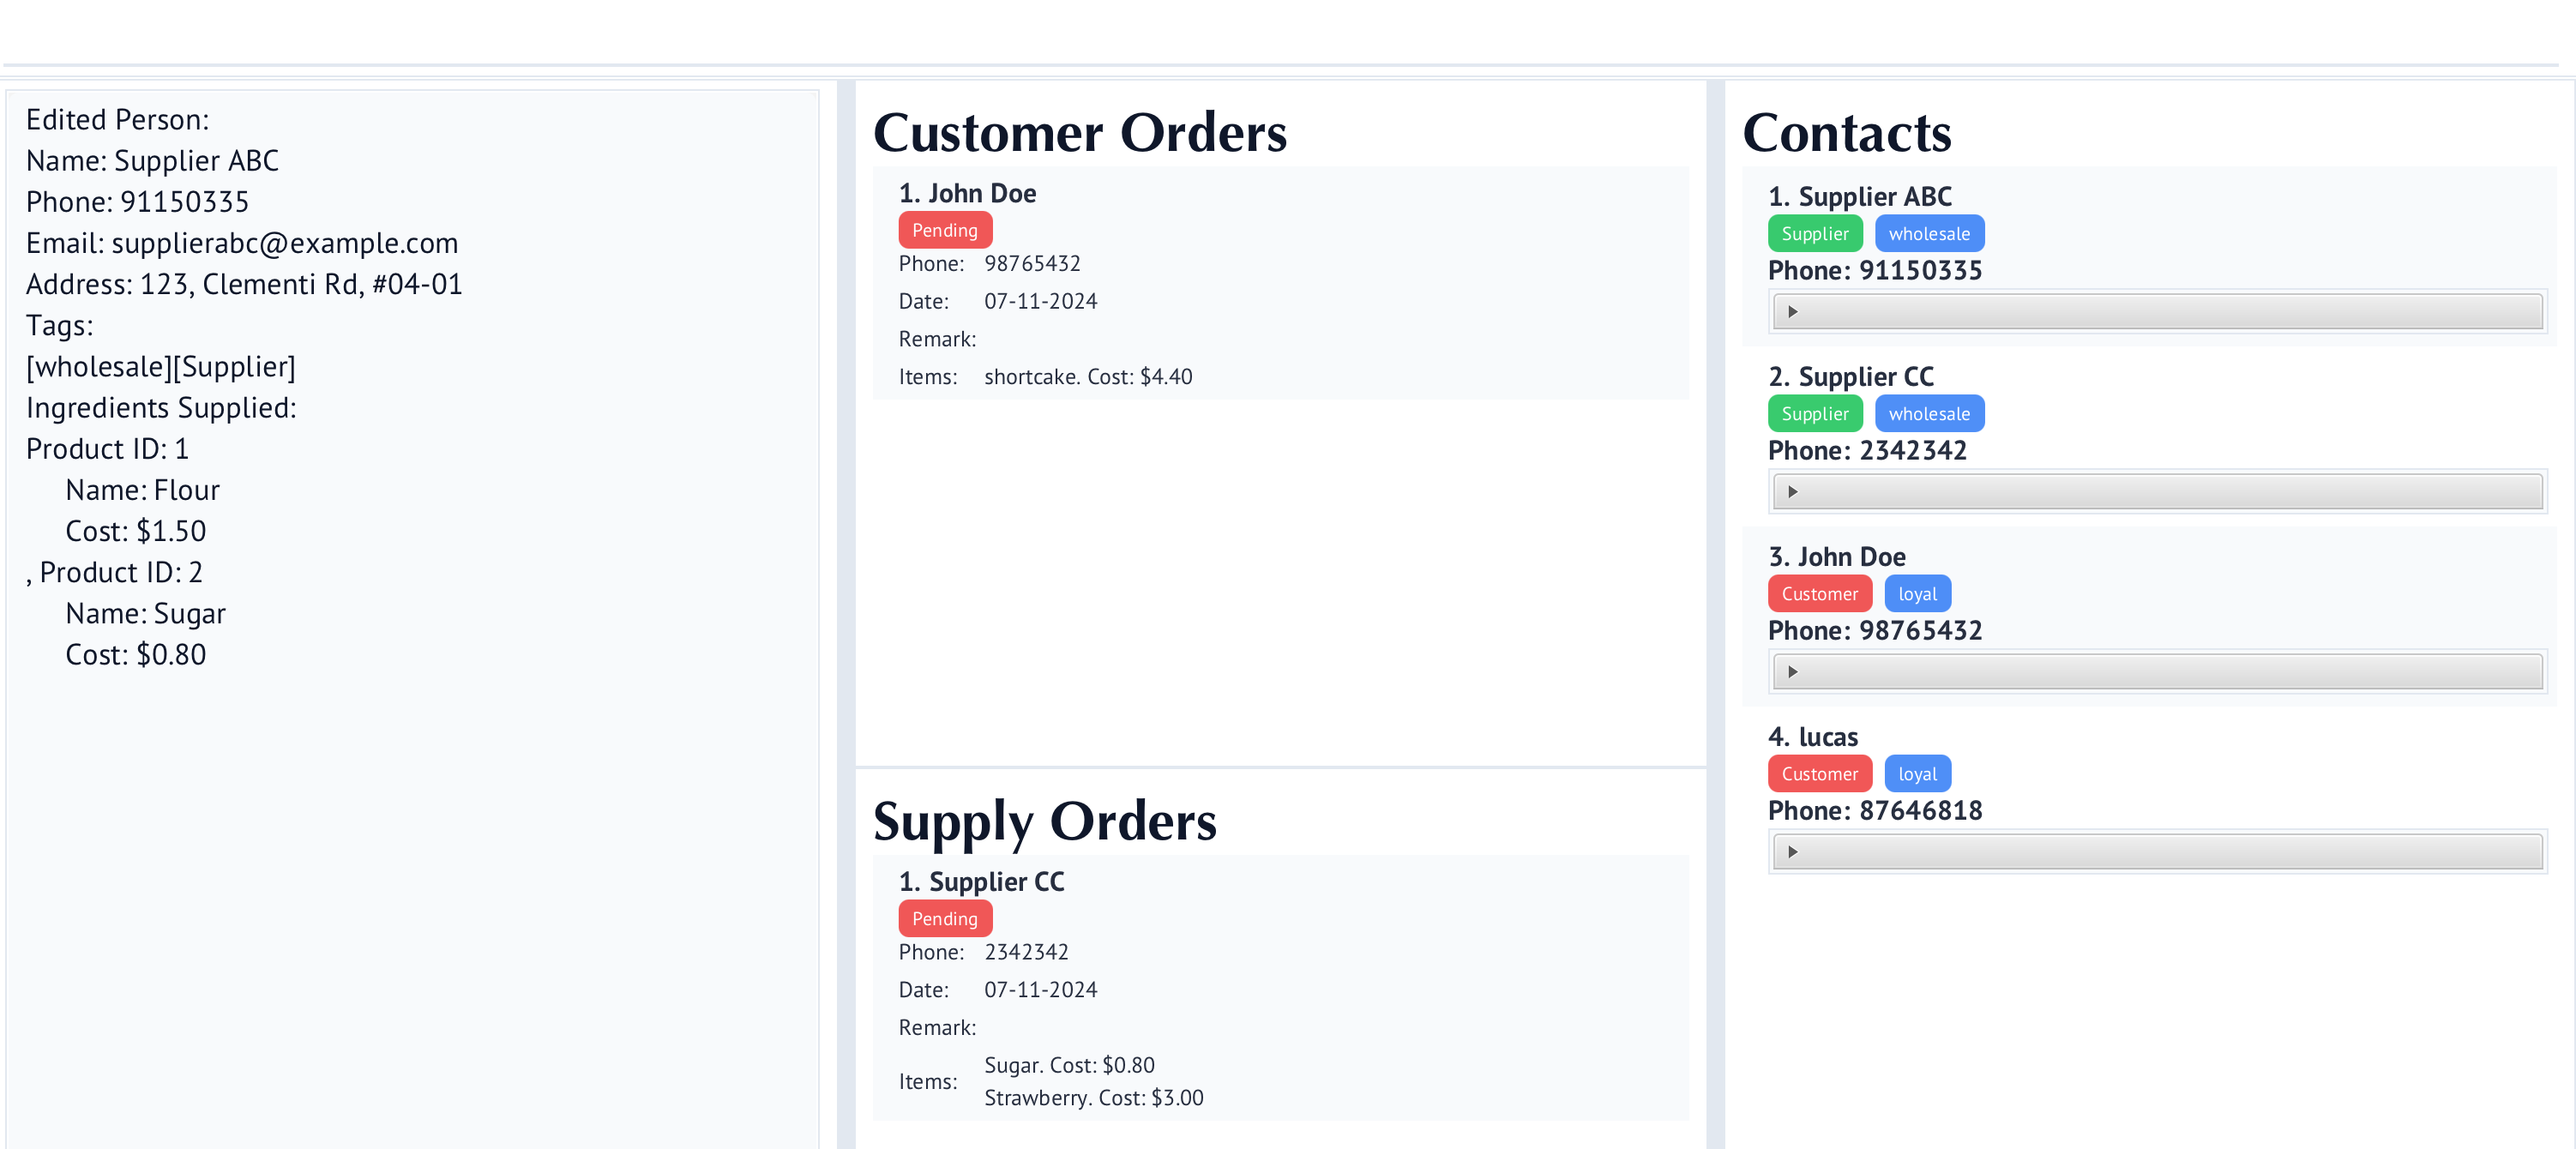 Edited Person:
Name: Supplier ABC
Phone: 91150335
Email: supplierabc@example.com
Address: 123, Clementi Rd, #04-01
Tags:
[wholesale][Supplier]
Ingredients Supplied:
Product ID: 1
Name: Flour
Cost: $1.50
, Product ID: 2
Name: Sugar
Cost: $0.80
Customer Orders
1. John Doe
Pending
Phone: 98765432
Date: 07-11-2024
Remark:
Items: shortcake. Cost: $4.40
Supply Orders
1. Supplier CC
Pending
Phone: 2342342
Date: 07-11-2024
Remark:
Items: Sugar. Cost: $0.80
Strawberry. Cost: $3.00
Contacts
1. Supplier ABC
Supplier wholesale
Phone: 91150335
2. Supplier CC
Supplier wholesale
Phone: 2342342
3. John Doe
Customer loyal
Phone: 98765432
4. lucas
Customer loyal
Phone: 87646818